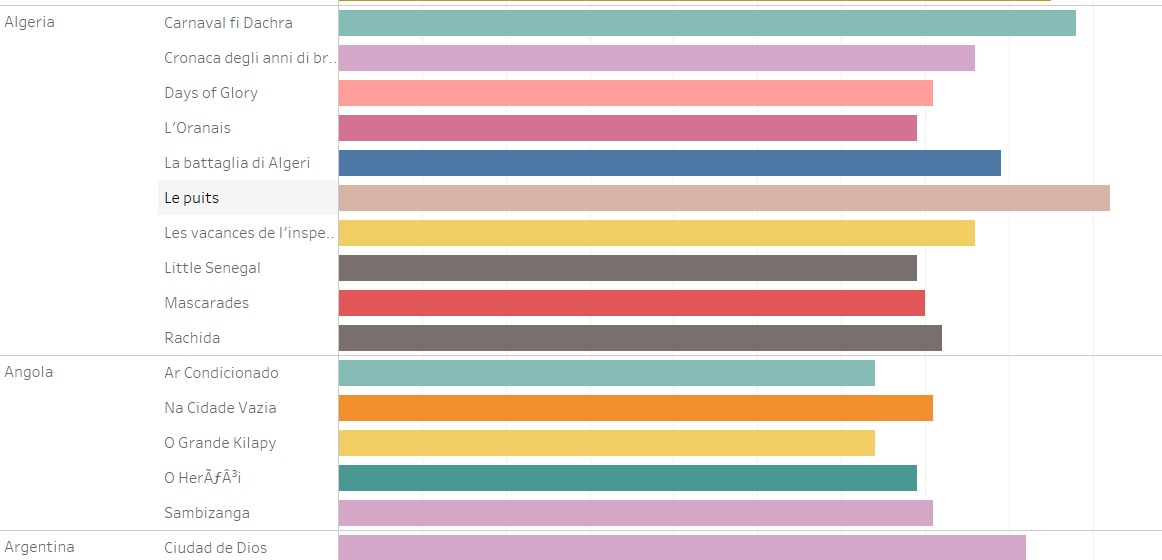 Algeria
Carnaval fi Dachra
Cronaca degli anni di br..
Days of Glory
L'Oranais
La battaglia di Algeri
Le puits
Les vacances de l'inspe..
Little Senegal
Mascarades
Rachida
Angola
Ar Condicionado
Na Cidade Vazia
O Grande Kilapy
O HerÃƒÂ³i
Sambizanga
Argentina
Ciudad de Dios